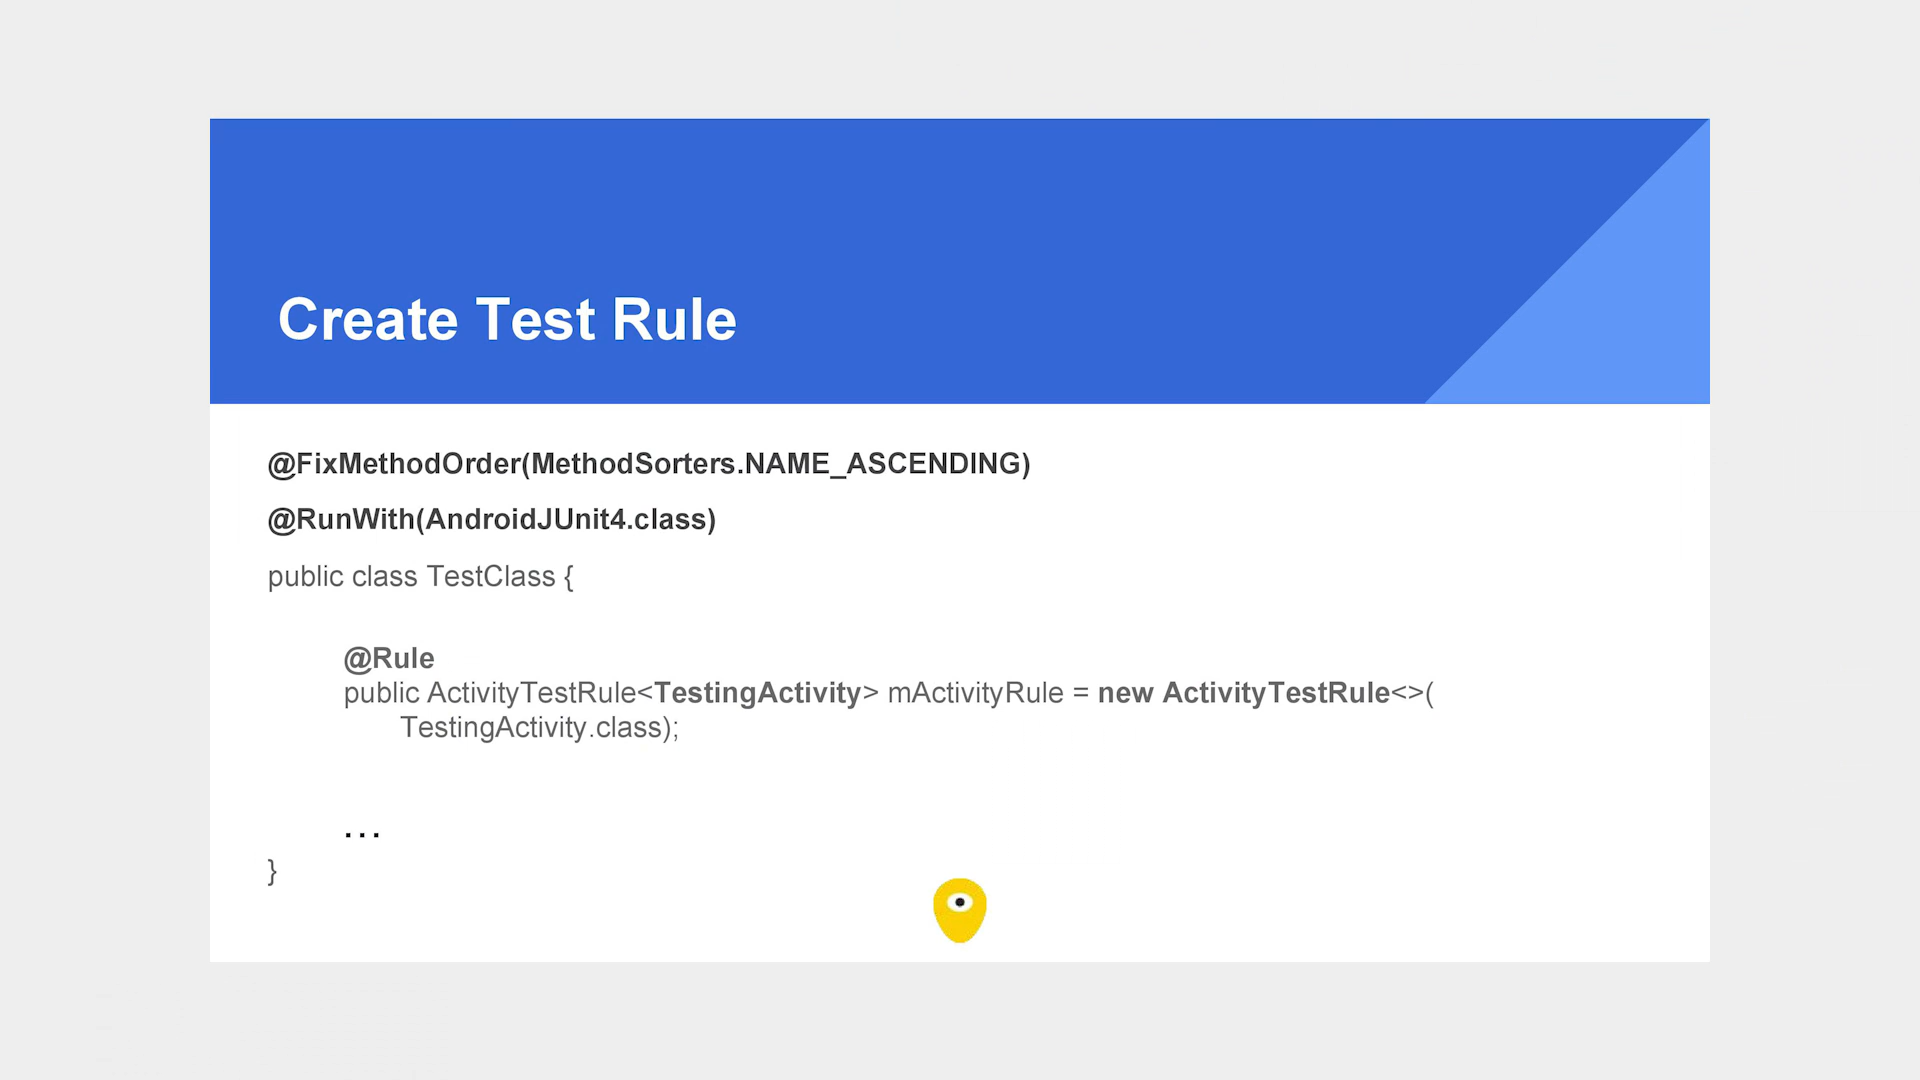 Create Test Rule
@FixMethodOrder(MethodSorters.NAME_ASCENDING)
@RunWith(AndroidJUnit4.class)
public class TestClass {
@Rule
public ActivityTestRule<TestingActivity> mActivityRule = new ActivityTestRule<>(
TestingActivity.class);
...
}